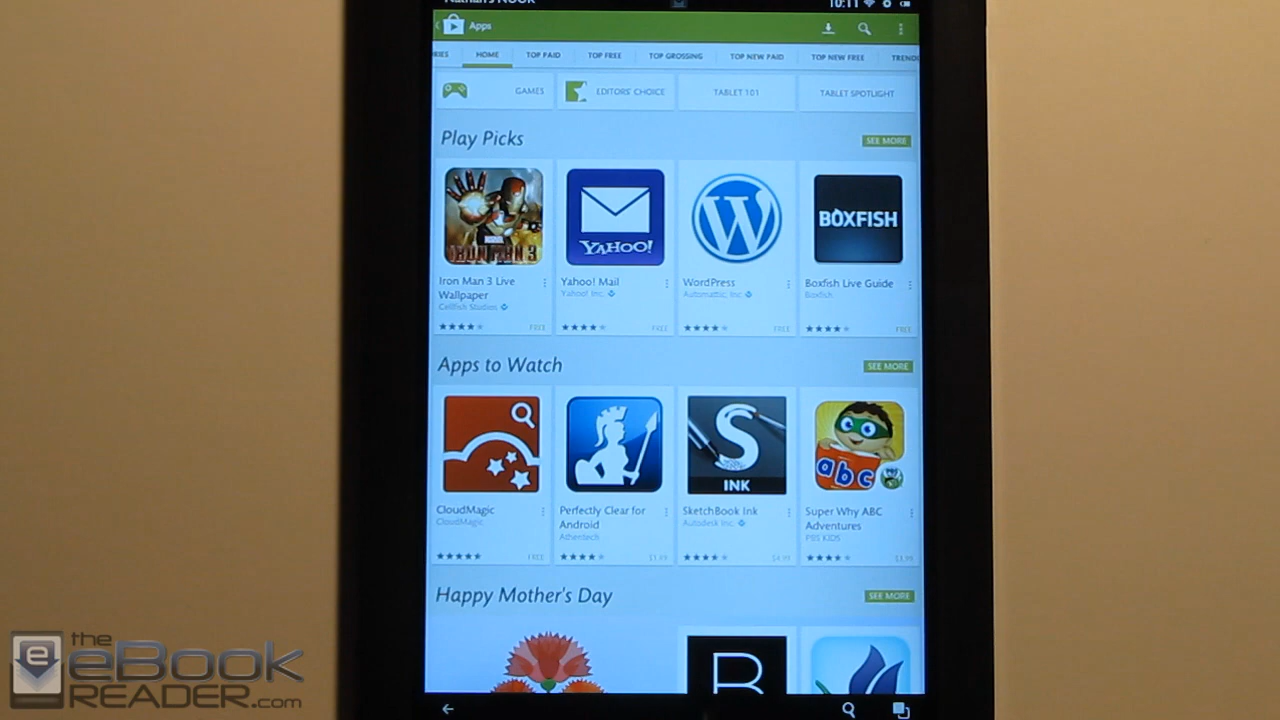 Nathan's NOOK 10:11
Apps
RIES HOME TOP PAID TOP FREE TOP GROSSING TOP NEW PAID TOP NEW FREE TREND
GAMES EDITORS' CHOICE TABLET 101 TABLET SPOTLIGHT
Play Picks SEE MORE
MARVEL
IRON MAN 3
YAHOO!
W
BOXFISH
Iron Man 3 Live Wallpaper
Cellfish Studios
FREE
Yahoo! Mail
Yahoo! Inc.
FREE
WordPress
Automattic, Inc
FREE
Boxfish Live Guide
Boxfish
FREE
Apps to Watch SEE MORE
S
INK
abc
PBS KIDS
CloudMagic
CloudMagic
FREE
Perfectly Clear for Android
Athentech
SketchBook Ink
Autodesk Inc.
$4.99
Super Why ABC Adventures
PBS KIDS
Happy Mother's Day SEE MORE
B
e
the
eBook
READER.com